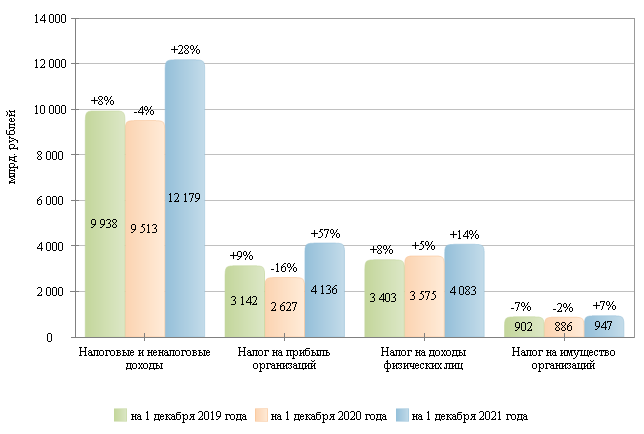 14 000
12 000
10 000
8 000
6 000
4 000
2 000
0
млрд. рублей
+8%
-4%
+28%
9 938
9 513
12 179
+9%
-16%
+57%
3 142
2 627
4 136
+8%
+5%
+14%
3 403
3 575
4 083
-7%
-2%
+7%
902
886
947
Налоговые и неналоговые
доходы
Налог на прибыль
организаций
Налог на доходы
физических лиц
Налог на имущество
организаций
на 1 декабря 2019 года
на 1 декабря 2020 года
на 1 декабря 2021 года